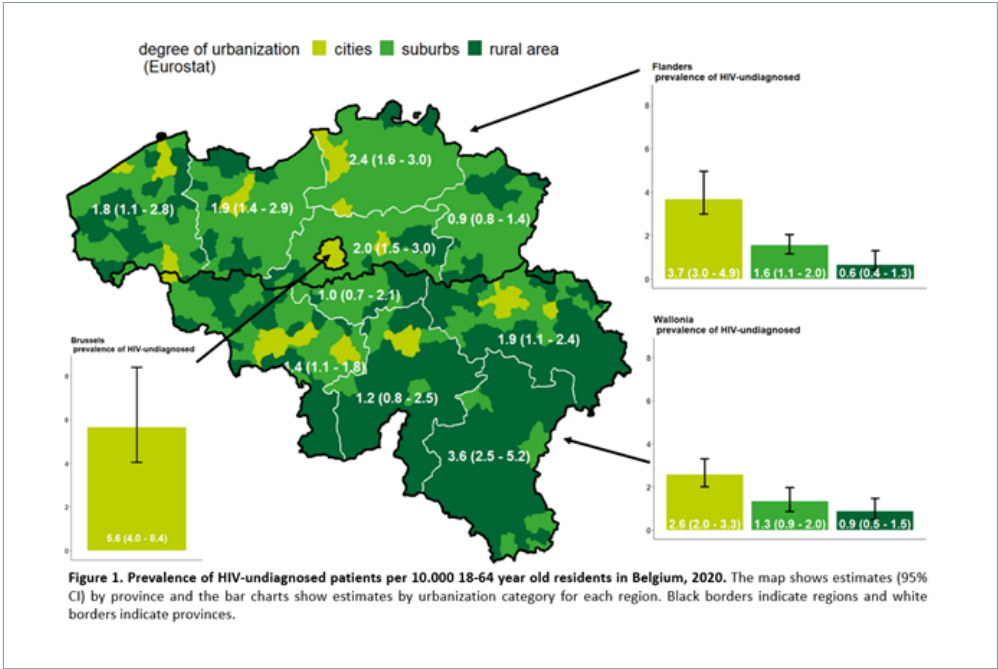 degree of urbanization cities suburbs rural area
(Eurostat)
Flanders
prevalence of HIV-undiagnosed
8
6
4
2
0
3.7 (3.0 - 4.9) 1.6 (1.1 - 2.0) 0.6 (0.4 - 1.3)
2.4 (1.6 - 3.0)
1.8 (1.1 - 2.8)
1.9 (1.4 - 2.9)
0.9 (0.8 - 1.4)
2.0 (1.5 - 3.0)
1.0 (0.7 - 2.1)
1.9 (1.1 - 2.4)
1.4 (1.1 - 1.8)
1.2 (0.8 - 2.5)
3.6 (2.5 - 5.2)
Brussels
prevalence of HIV-undiagnosed
8
6
4
2
0
5.6 (4.0 - 8.4)
Wallonia
prevalence of HIV-undiagnosed
8
6
4
2
0
2.6 (2.0 - 3.3) 1.3 (0.9 - 2.0) 0.9 (0.5 - 1.5)
Figure 1. Prevalence of HIV-undiagnosed patients per 10.000 18-64 year old residents in Belgium, 2020. The map shows estimates (95%
CI) by province and the bar charts show estimates by urbanization category for each region. Black borders indicate regions and white
borders indicate provinces.